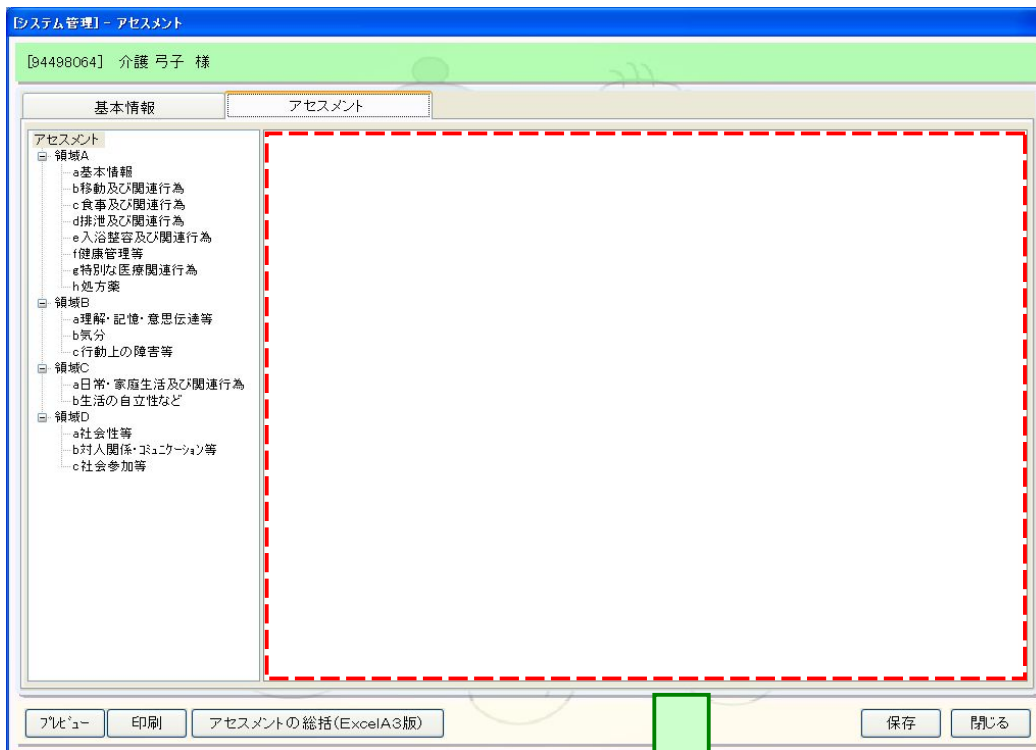 [システム管理] - アセスメント
[94498064] 介護 弓子 様
基本情報 アセスメント
アセスメント
領域A
a基本情報
b移動及び関連行為
c食事及び関連行為
d排泄及び関連行為
e入浴整容及び関連行為
f健康管理等
g特別な医療関連行為
h処方薬
領域B
a理解・記憶・意思伝達等
b気分
c行動上の障害等
領域C
a日常・家庭生活及び関連行為
b生活の自立性など
領域D
a社会性等
b対人関係・ｺﾐｭﾆｹｰｼｮﾝ等
c社会参加等
ﾌﾟﾚﾋﾞｭｰ 印刷 アセスメントの総括(ExcelA3版) 保存 閉じる